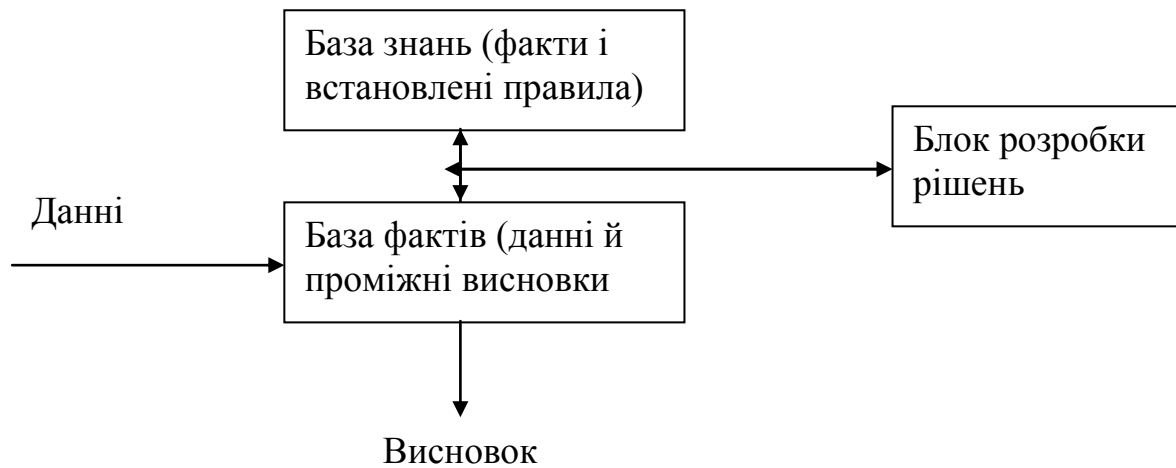 База знань (факти і
встановлені правила)
Блок розробки
рішень
Данні
База фактів (данні й
проміжні висновки
Висновок